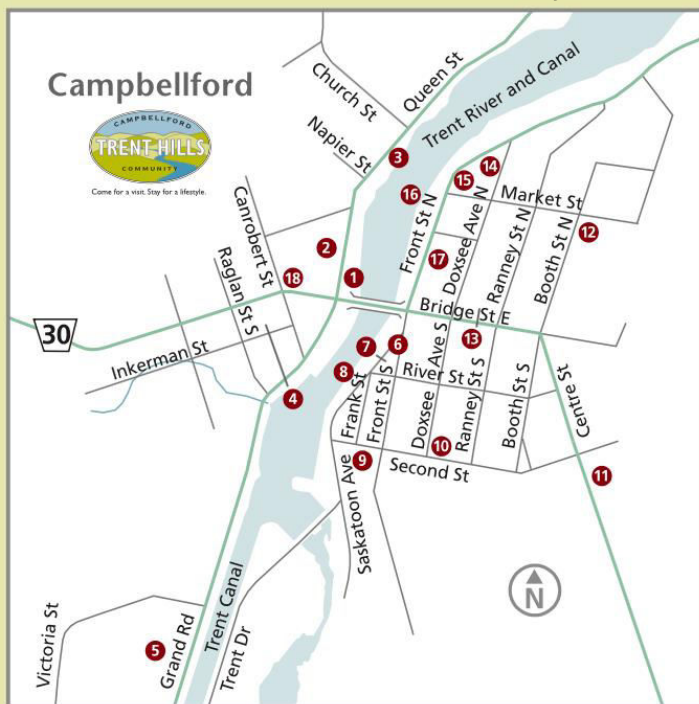 Campbellford
CAMPBELLFORD
TRENT HILLS
COMMUNITY
Come for a visit. Stay for a lifestyle.
Church St
Queen St
Napier St
Trent River and Canal
3
14
15
16
Market St
Canrobert St
Front St N
Doxsee Ave N
Ranney St N
Booth St N
12
2
17
Raglan St S
18
1
Bridge St E
30
13
6
7
8
Inkerman St
River St
4
Frank St
Front St S
Doxsee Ave S
Ranney St S
Booth St S
Centre St
9
10
Second St
11
Saskatoon Ave
N
Trent Canal
Victoria St
5
Grand Rd
Trent Dr